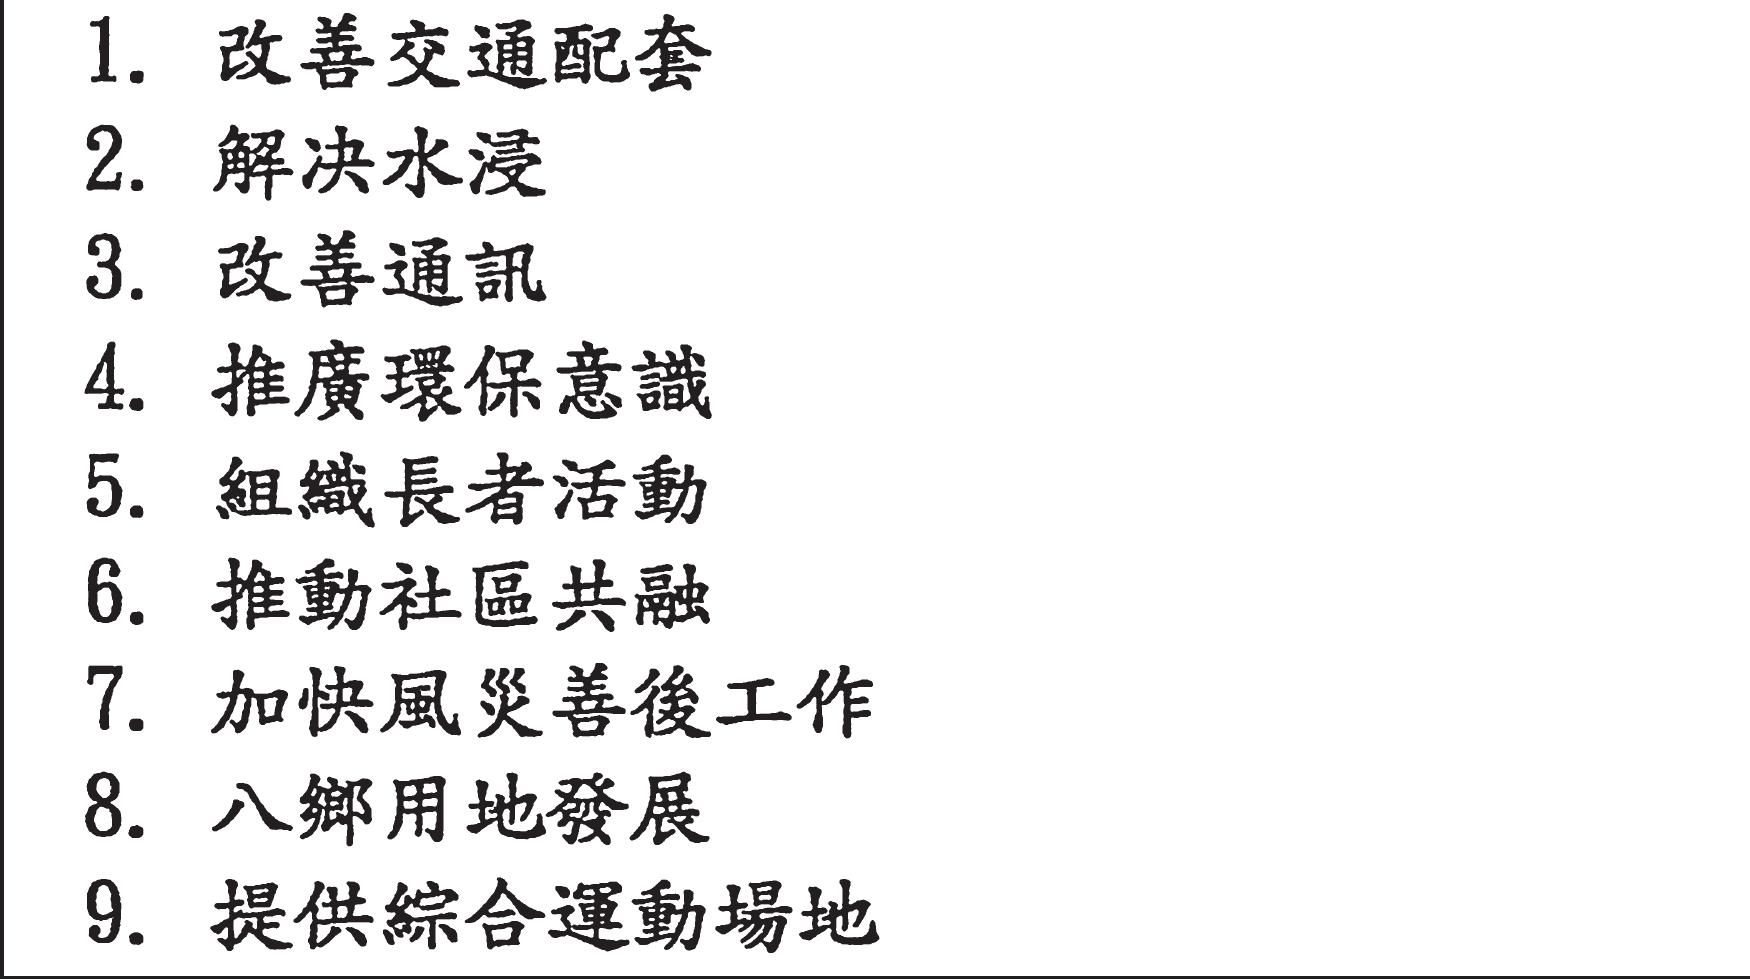 1. 改善交通配套
2. 解决水浸
3. 改善通訊
4. 推廣環保意識
5. 組織長者活動
6. 推動社區共融
7. 加快風災善後工作
8. 八鄉用地發展
9. 提供綜合運動場地